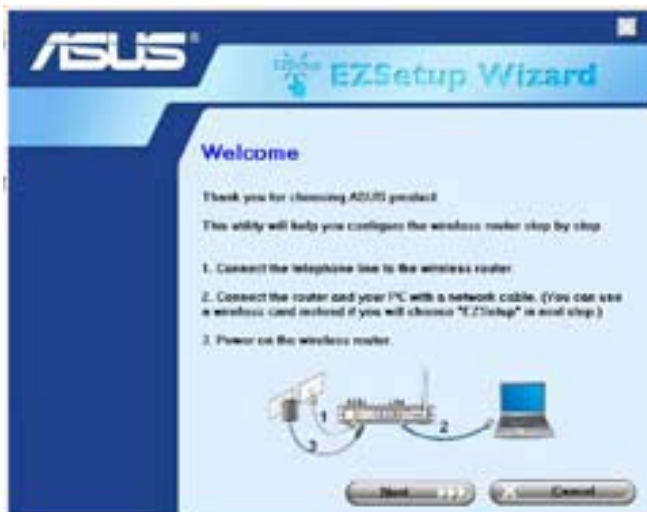 ASUS®
EZSetup Wizard
Welcome
Thank you for choosing ASUS product
This utility will help you configure the wireless router step by step.
1. Connect the telephone line to the wireless router.
2. Connect the router and your PC with a network cable. (You can use
a wireless card instead if you will choose "EZSetup" in next step.)
3. Power on the wireless router.
1
2
3
Next
Cancel